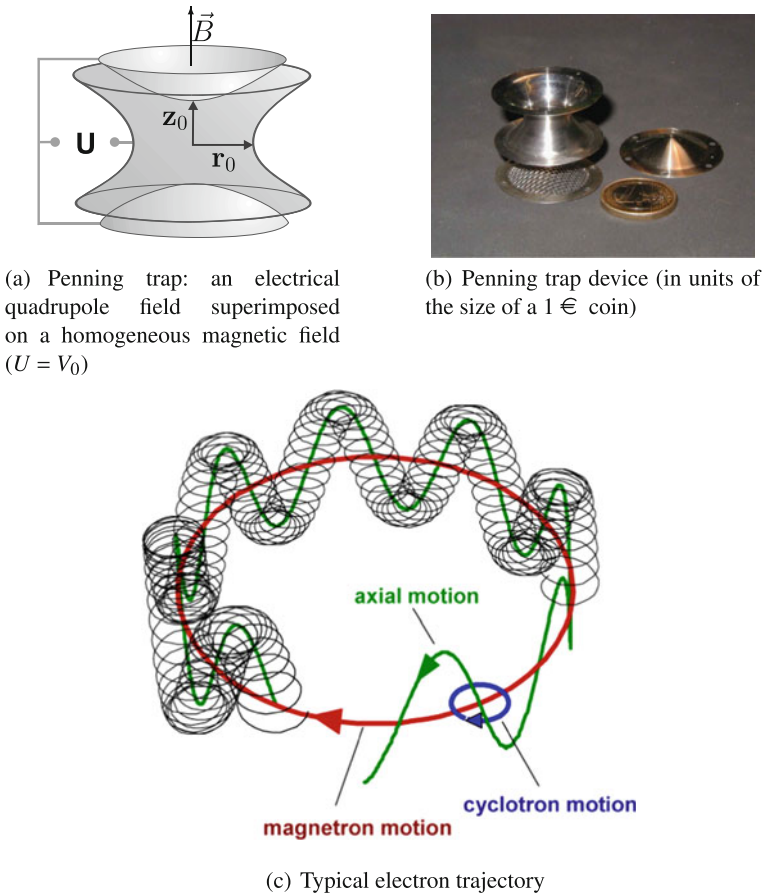 B
z0
U
r0
(a) Penning trap: an electrical
quadrupole field superimposed
on a homogeneous magnetic field
(U = V0)
(b) Penning trap device (in units of
the size of a 1 € coin)
axial motion
cyclotron motion
magnetron motion
(c) Typical electron trajectory